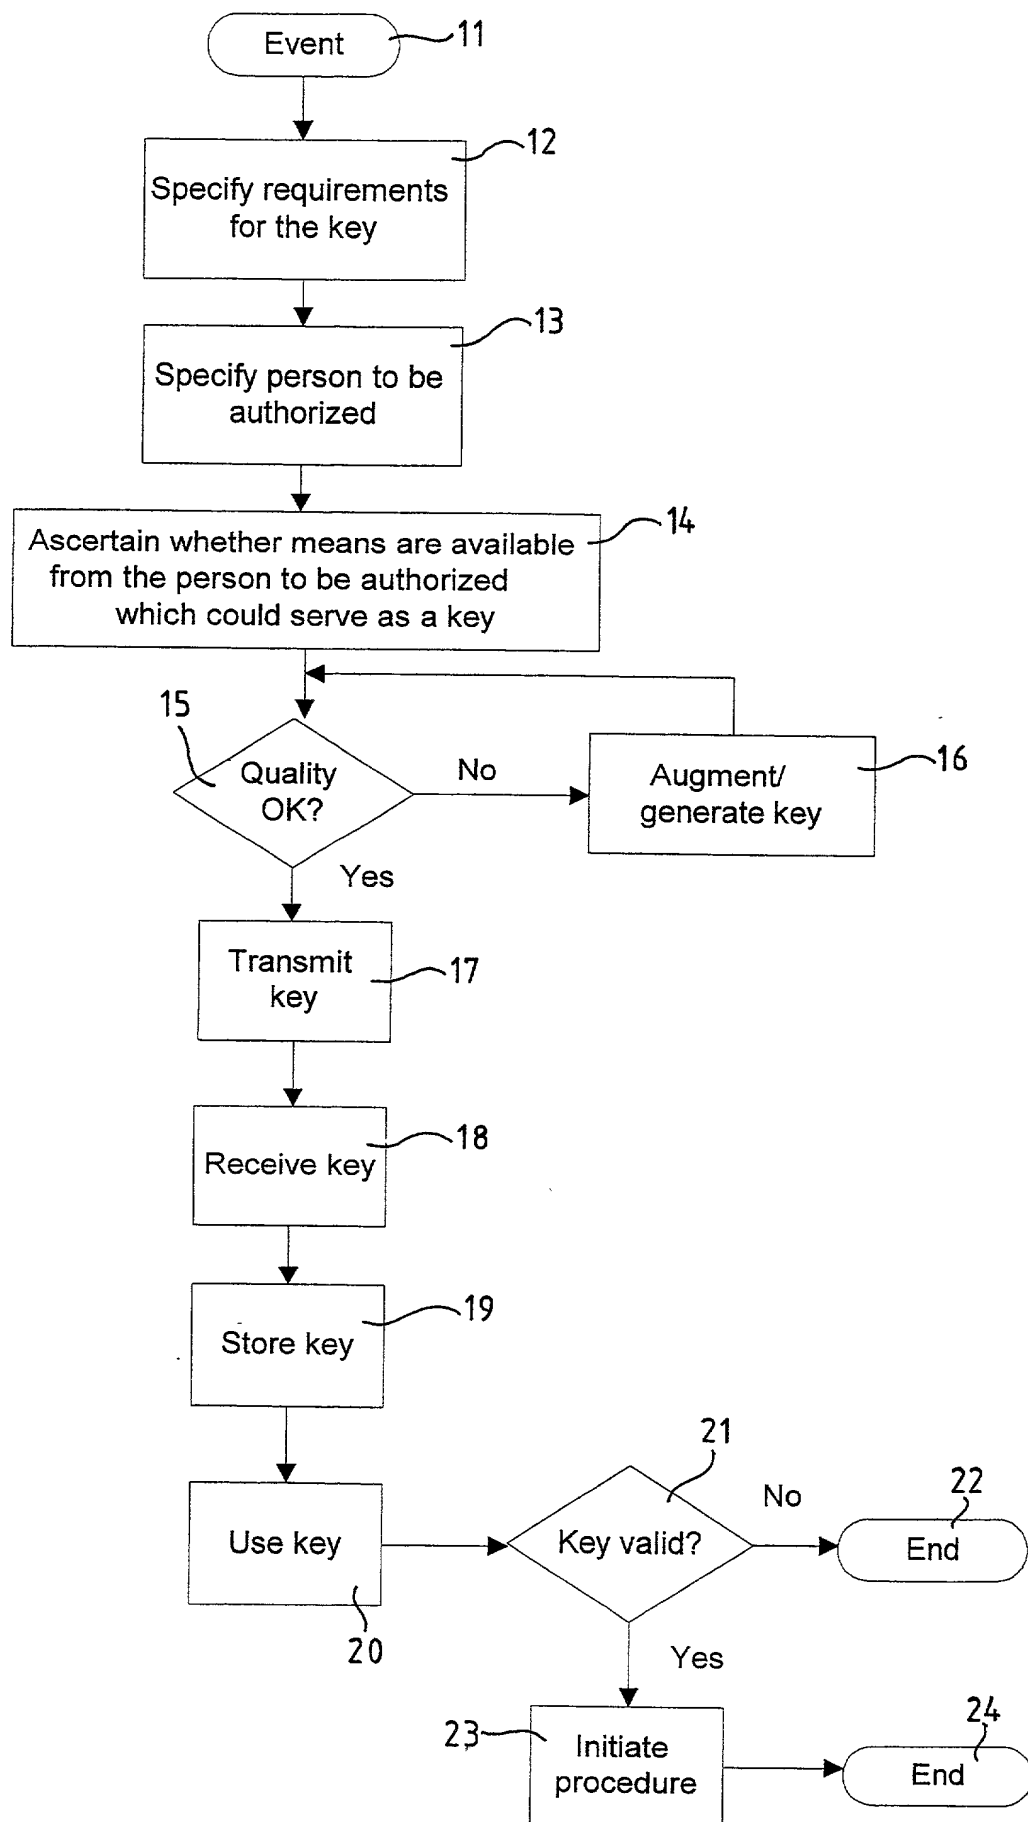 Event
11
12
Specify requirements
for the key
13
Specify person to be
authorized
14
Ascertain whether means are available
from the person to be authorized
which could serve as a key
15
Quality
OK?
No
Augment/
generate key
16
Yes
Transmit
key
17
18
Receive key
19
Store key
Use key
20
21
Key valid?
No
22
End
Yes
23
Initiate
procedure
24
End